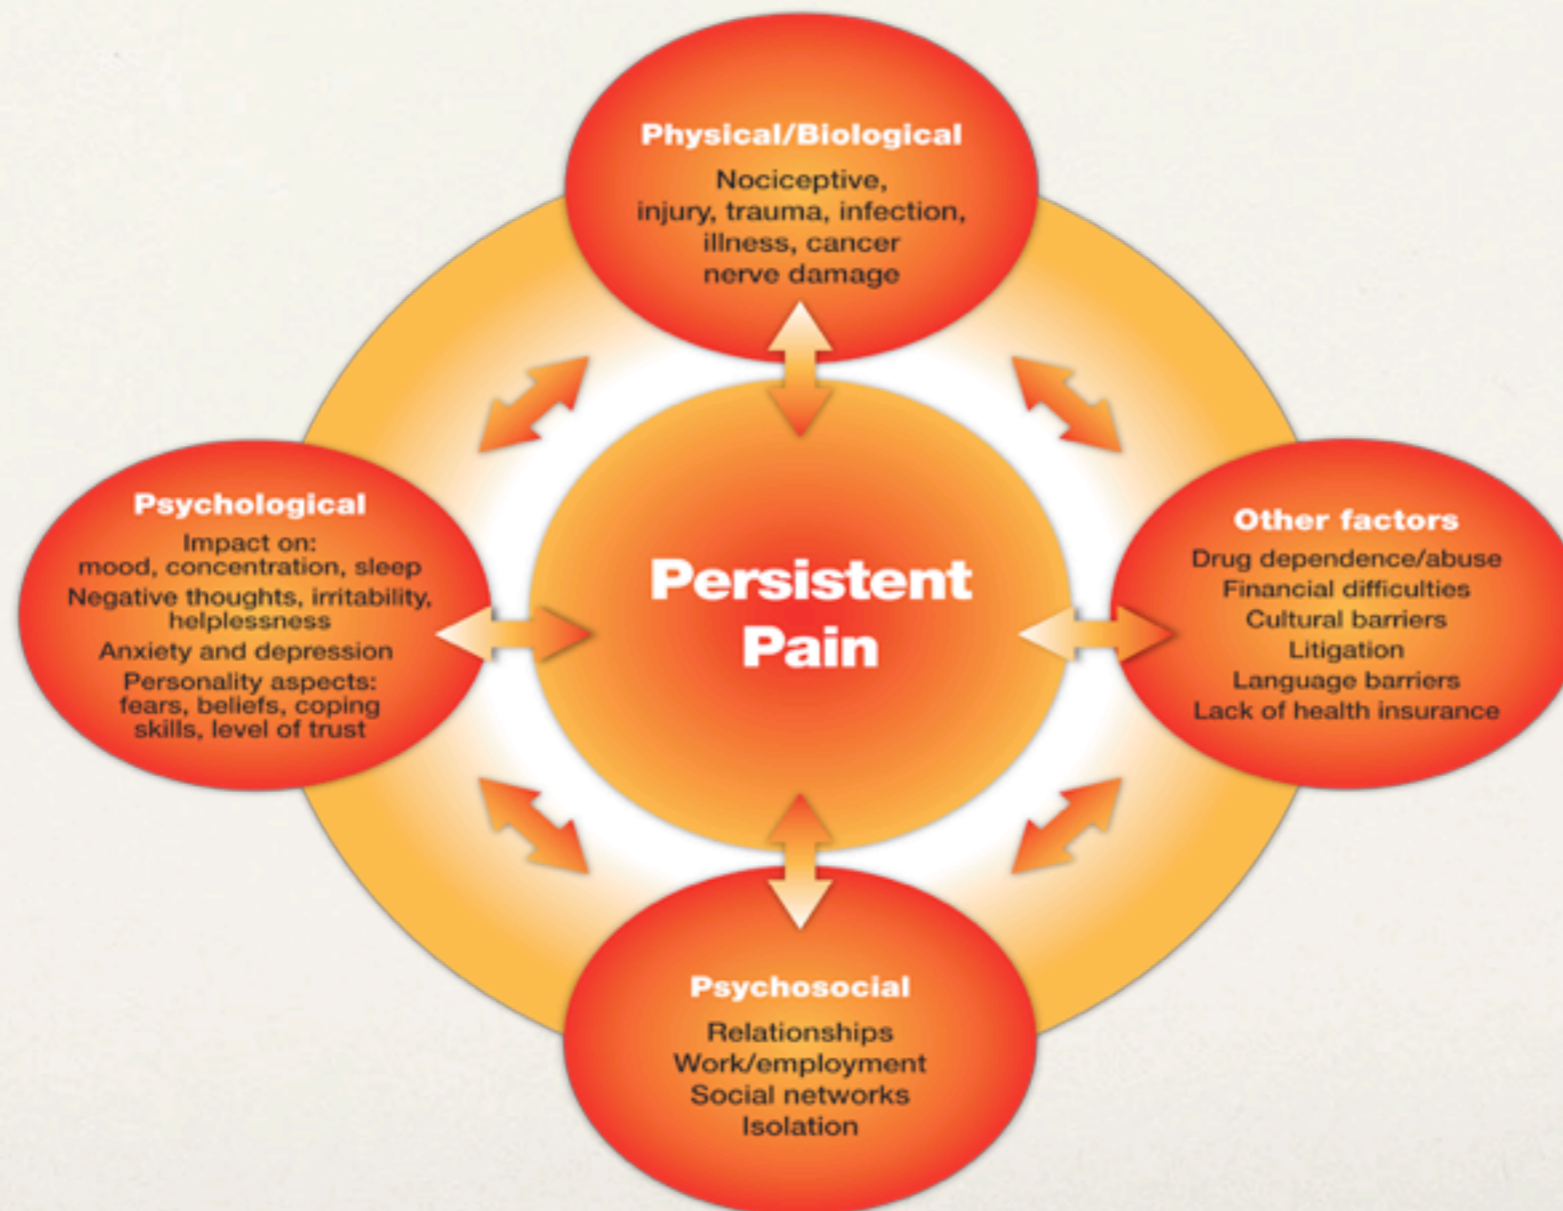 Physical/Biological
Nociceptive,
injury, trauma, infection,
illness, cancer
nerve damage
Psychological
Impact on:
mood, concentration, sleep
Negative thoughts, irritability,
helplessness
Anxiety and depression
Personality aspects:
fears, beliefs, coping
skills, level of trust
Persistent
Pain
Other factors
Drug dependence/abuse
Financial difficulties
Cultural barriers
Litigation
Language barriers
Lack of health insurance
Psychosocial
Relationships
Work/employment
Social networks
Isolation